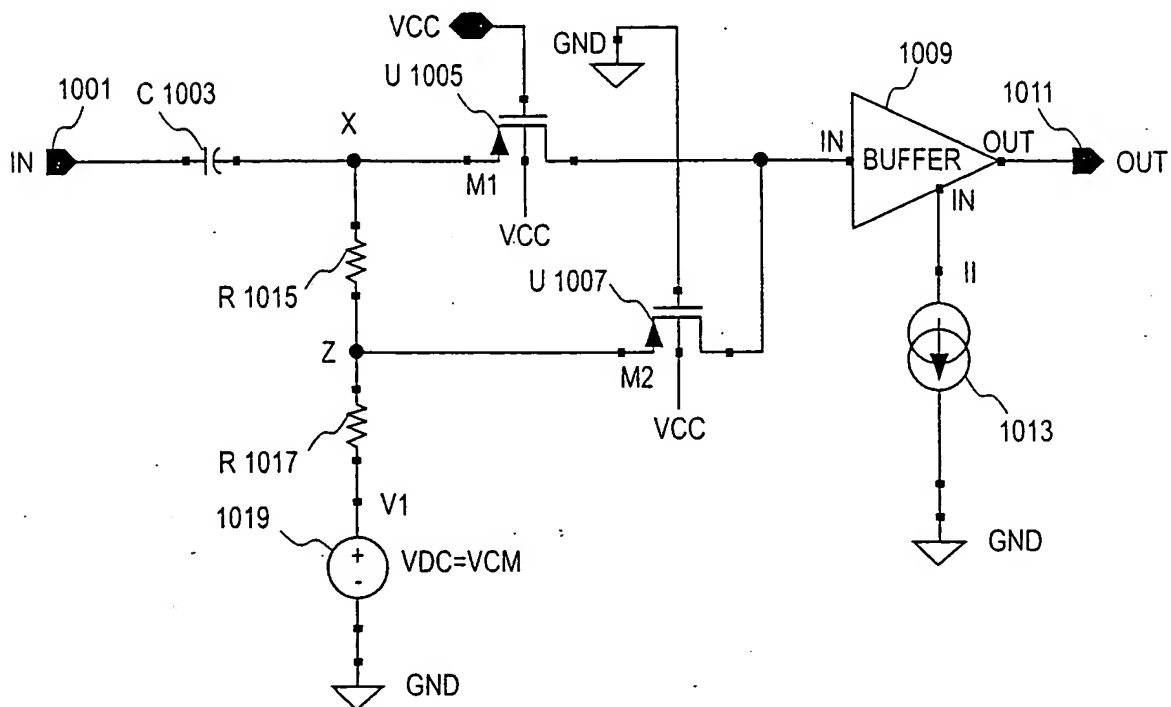 VCC
GND
1009
1001
C 1003
U 1005
1011
X
IN
IN
BUFFER
OUT
OUT
M1
IN
VCC
R 1015
U 1007
II
Z
M2
VCC
1013
R 1017
V1
1019
VDC=VCM
GND
GND